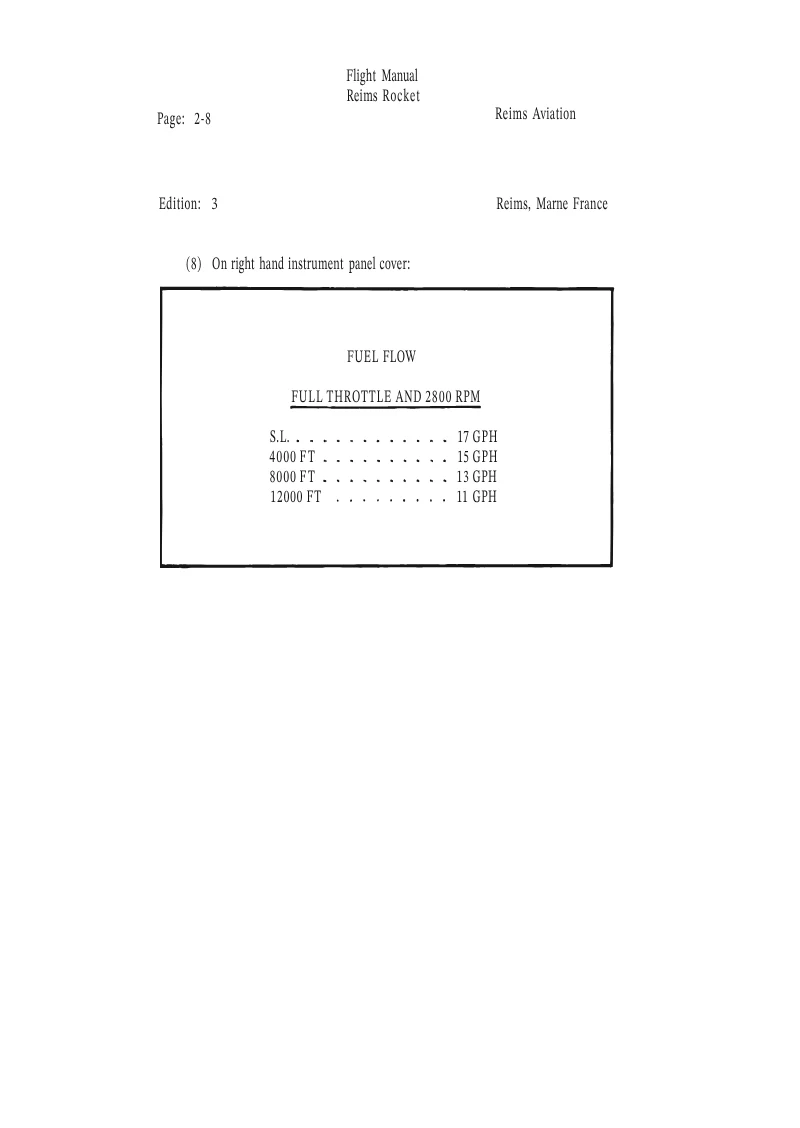 Flight Manual
Reims Rocket
Page: 2-8
Reims Aviation
Edition: 3
Reims, Marne France
(8) On right hand instrument panel cover:
FUEL FLOW
FULL THROTTLE AND 2800 RPM
S.L. . . . . . . . . . . . . 17 GPH
4000 FT . . . . . . . . . . 15 GPH
8000 FT . . . . . . . . . . 13 GPH
12000 FT . . . . . . . . . 11 GPH